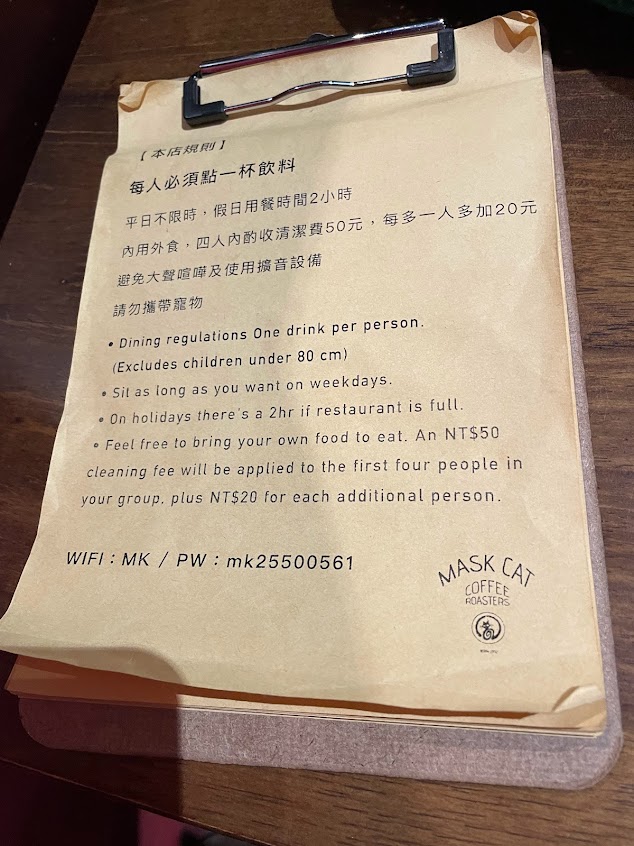 【本店規則】
每人必須點一杯飲料
平日不限時，假日用餐時間2小時
內用外食，四人內酌收清潔費50元，每多一人多加20元
避免大聲喧嘩及使用擴音設備
請勿攜帶寵物
• Dining regulations One drink per person.
(Excludes children under 80 cm)
• Sit as long as you want on weekdays.
• On holidays there's a 2hr if restaurant is full.
• Feel free to bring your own food to eat. An NT$50
cleaning fee will be applied to the first four people in
your group, plus NT$20 for each additional person.
WIFI：MK / PW：mk25500561
MASK CAT
COFFEE
ROASTERS